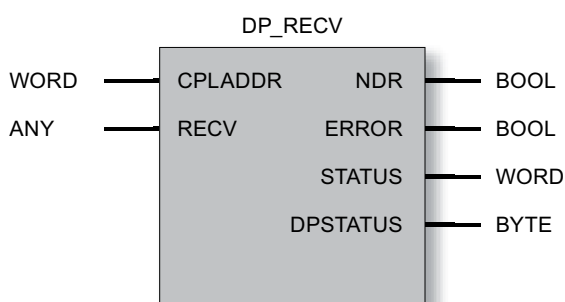 DP_RECV
WORD CPLADDR NDR BOOL
ANY RECV ERROR BOOL
STATUS WORD
DPSTATUS BYTE